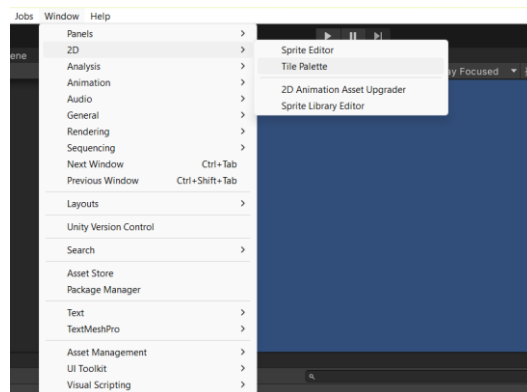 Jobs Window Help
Panels
2D
Analysis
Animation
Audio
General
Rendering
Sequencing
Next Window Ctrl+Tab
Previous Window Ctrl+Shift+Tab
Layouts
Unity Version Control
Search
Asset Store
Package Manager
Text
TextMeshPro
Asset Management
UI Toolkit
Visual Scripting
Sprite Editor
Tile Palette
2D Animation Asset Upgrader
Sprite Library Editor
ene
ay Focused